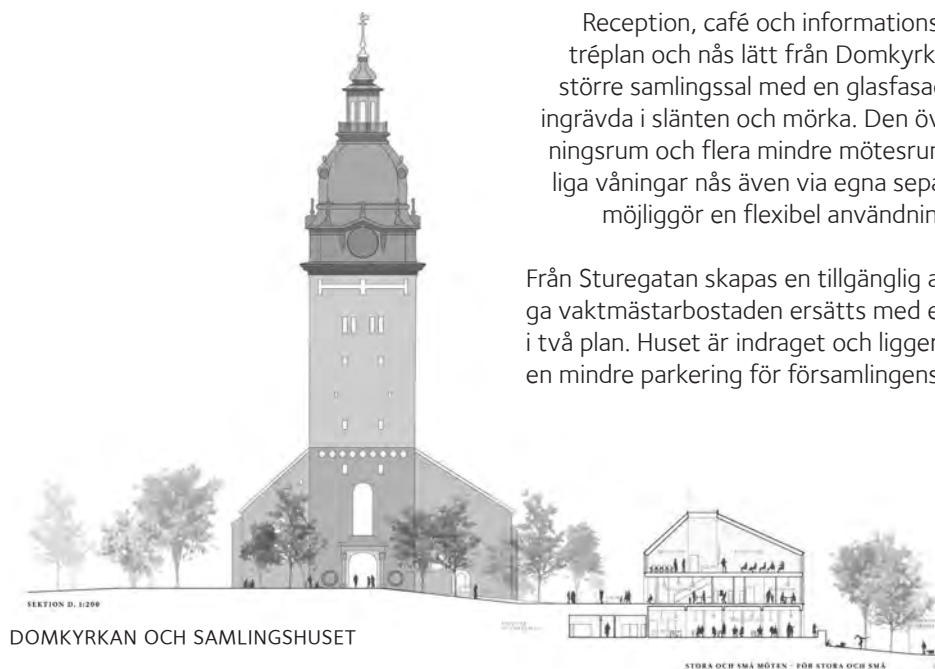 Reception, café och informations
tréplan och nås lätt från Domkyrk
större samlingssal med en glasfasad
ingrävda i slänten och mörka. Den öv
ningsrum och flera mindre mötesrum
liga våningar nås även via egna sepa
möjliggör en flexibel användnin
Från Sturegatan skapas en tillgänglig a
ga vaktmästarbostaden ersätts med e
i två plan. Huset är indraget och ligger
en mindre parkering för församlingens
SEKTION D. 1:200
DOMKYRKAN OCH SAMLINGSHUSET
STORA OCH SMÅ MÖTEN - FÖR STORA OCH SMÅ